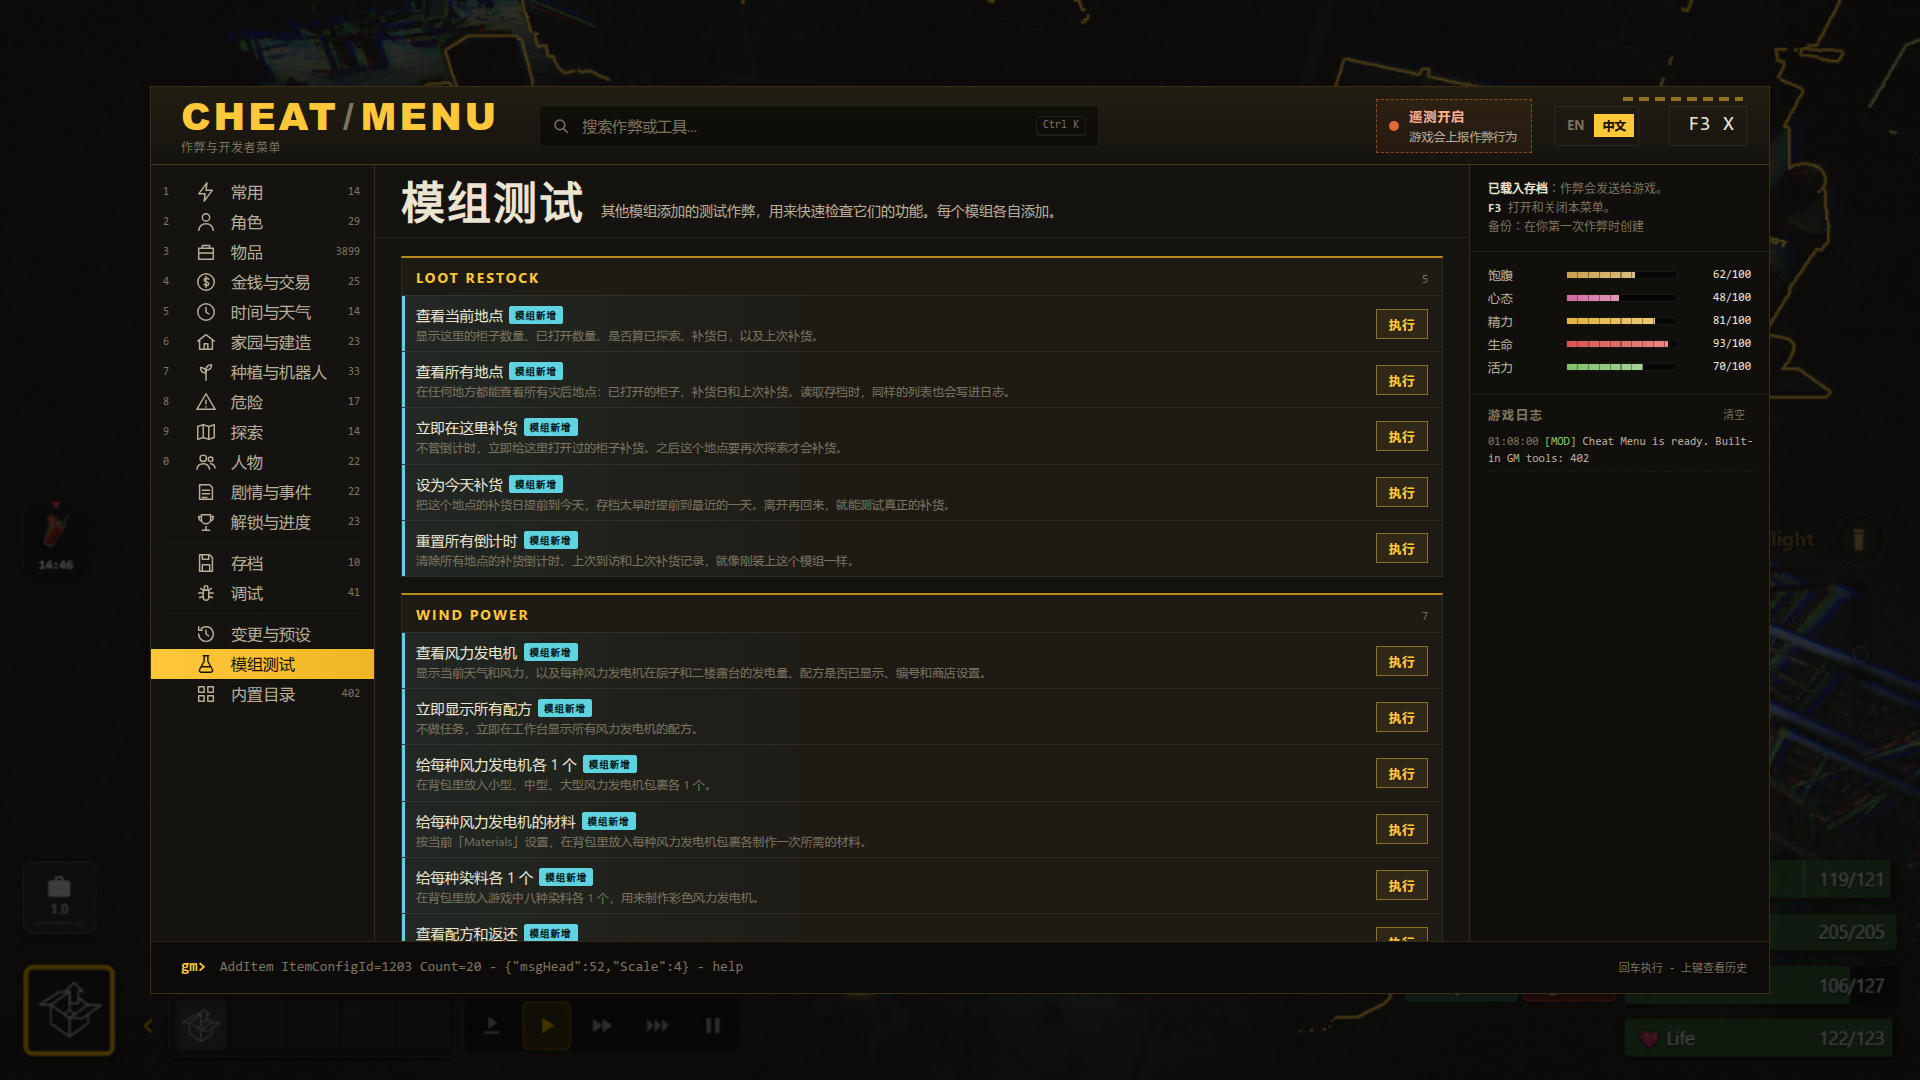 CHEAT/MENU
作弊与开发者菜单
搜索作弊或工具...
Ctrl K
遥测开启
游戏会上报作弊行为
EN 中文
F3 X
1 常用 14
2 角色 29
3 物品 3899
4 金钱与交易 25
5 时间与天气 14
6 家园与建造 23
7 种植与机器人 33
8 危险 17
9 探索 14
0 人物 22
剧情与事件 22
解锁与进度 23
存档 10
调试 41
变更与预设
模组测试
内置目录 402
模组测试
其他模组添加的测试作弊，用来快速检查它们的功能。每个模组各自添加。
LOOT RESTOCK 5
查看当前地点 模组新增
显示这里的柜子数量、已打开数量、是否算已探索、补货日，以及上次补货。
执行
查看所有地点 模组新增
在任何地方都能查看所有灾后地点：已打开的柜子、补货日和上次补货。读取存档时，同样的列表也会写进日志。
执行
立即在这里补货 模组新增
不管倒计时，立即给这里打开过的柜子补货。之后这个地点要再次探索才会补货。
执行
设为今天补货 模组新增
把这个地点的补货日提前到今天，存档太早时提前到最近的一天。离开再回来，就能测试真正的补货。
执行
重置所有倒计时 模组新增
清除所有地点的补货倒计时、上次到访和上次补货记录，就像刚装上这个模组一样。
执行
WIND POWER 7
查看风力发电机 模组新增
显示当前天气和风力，以及每种风力发电机在院子和二楼露台的发电量、配方是否已显示、编号和商店设置。
执行
立即显示所有配方 模组新增
不做任务，立即在工作台显示所有风力发电机的配方。
执行
给每种风力发电机各 1 个 模组新增
在背包里放入小型、中型、大型风力发电机包裹各 1 个。
执行
给每种风力发电机的材料 模组新增
按当前「Materials」设置，在背包里放入每种风力发电机包裹各制作一次所需的材料。
执行
给每种染料各 1 个 模组新增
在背包里放入游戏中八种染料各 1 个，用来制作彩色风力发电机。
执行
查看配方和返还 模组新增
执行
已载入存档：作弊会发送给游戏。
F3 打开和关闭本菜单。
备份：在你第一次作弊时创建
饱腹 62/100
心态 48/100
精力 81/100
生命 93/100
活力 70/100
游戏日志 清空
01:08:00 [MOD] Cheat Menu is ready. Built-
in GM tools: 402
gm> AddItem ItemConfigId=1203 Count=20 - {"msgHead":52,"Scale":4} - help
回车执行 - 上键查看历史
14:46
1.0
light
119/121
205/205
106/127
Life 122/123